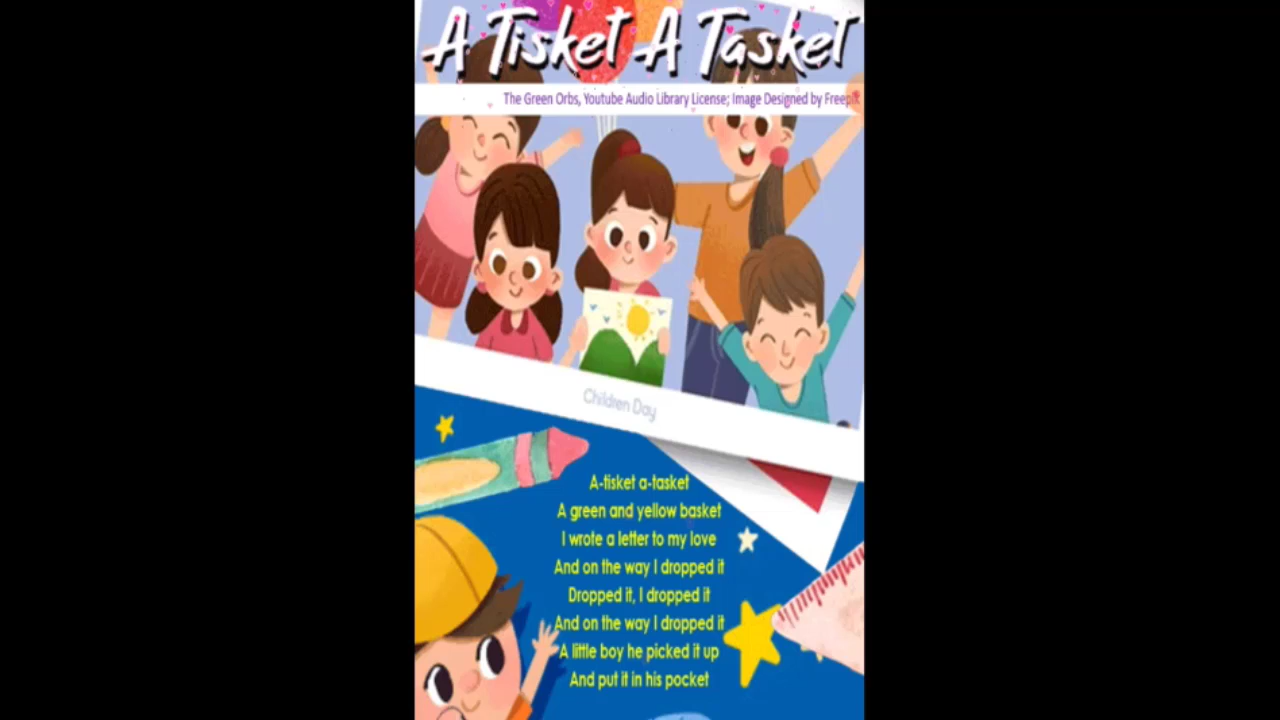 A Tisket A Tasket
The Green Orbs, Youtube Audio Library License; Image Designed by Freepik
Children Day
A-tisket a-tasket
A green and yellow basket
I wrote a letter to my love
And on the way I dropped it
Dropped it, I dropped it
And on the way I dropped it
A little boy he picked it up
And put it in his pocket